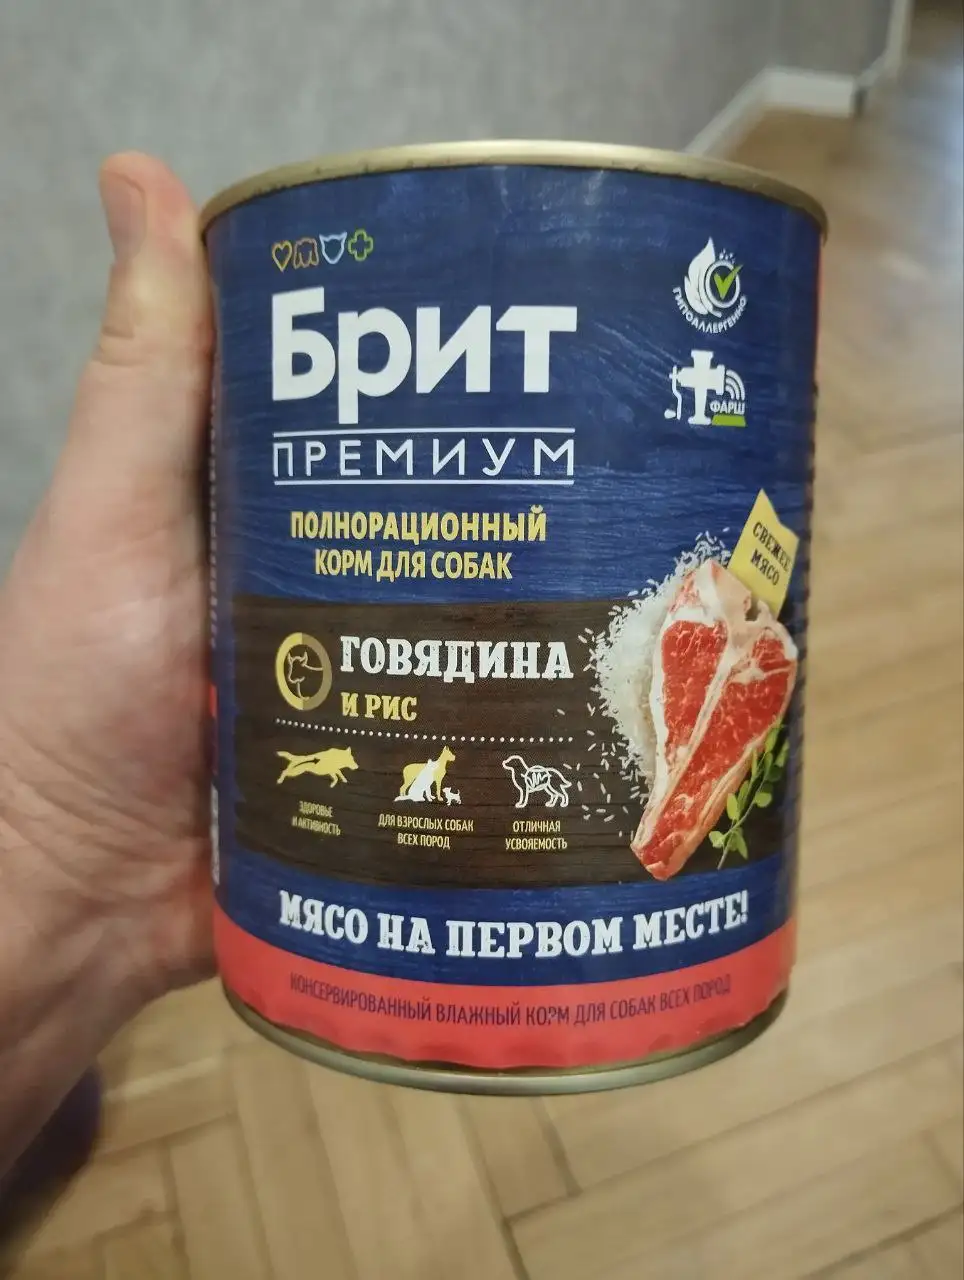 Брит
ПРЕМИУМ
ГИПОАЛЛЕРГЕННО
ФАРШ
ПОЛНОРАЦИОННЫЙ
КОРМ ДЛЯ СОБАК
СВЕЖЕЕ
МЯСО
ГОВЯДИНА
И РИС
ЗДОРОВЬЕ
И АКТИВНОСТЬ
ДЛЯ ВЗРОСЛЫХ СОБАК
ВСЕХ ПОРОД
ОТЛИЧНАЯ
УСВОЯЕМОСТЬ
МЯСО НА ПЕРВОМ МЕСТЕ!
КОНСЕРВИРОВАННЫЙ ВЛАЖНЫЙ КОРМ ДЛЯ СОБАК ВСЕХ ПОРОД